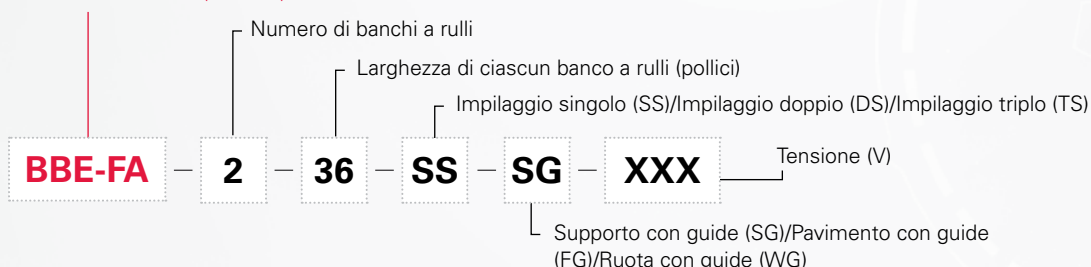 Numero di banchi a rulli
Larghezza di ciascun banco a rulli (pollici)
Impilaggio singolo (SS)/Impilaggio doppio (DS)/Impilaggio triplo (TS)
BBE-FA – 2 – 36 – SS – SG – XXX
Tensione (V)
Supporto con guide (SG)/Pavimento con guide
(FG)/Ruota con guide (WG)